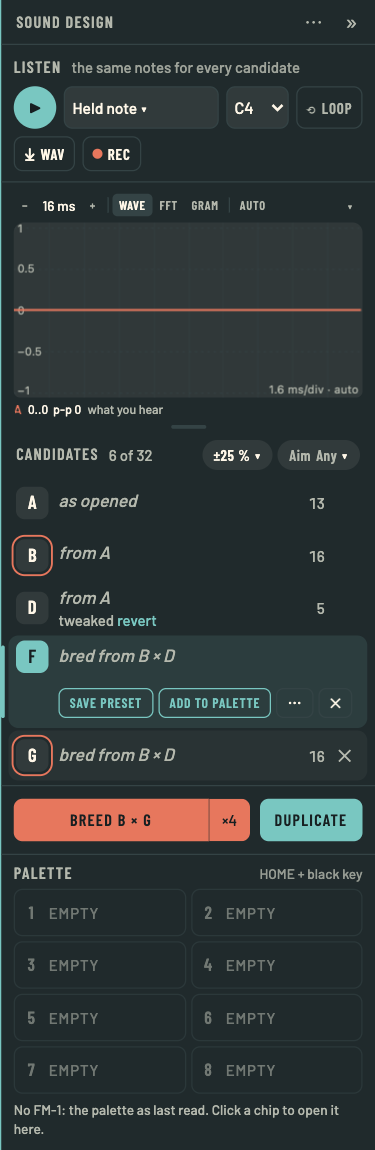 SOUND DESIGN ··· »
LISTEN the same notes for every candidate
Held note ▾ C4 LOOP
WAV REC
− 16 ms + WAVE FFT GRAM AUTO ▾
1
0.5
0
−0.5
−1 1.6 ms/div · auto
A 0..0 p-p 0 what you hear
CANDIDATES 6 of 32 ±25 % ▾ Aim Any ▾
A as opened 13
B from A 16
D from A 5
tweaked revert
F bred from B × D
SAVE PRESET ADD TO PALETTE ··· ×
G bred from B × D 16 ×
BREED B × G ×4 DUPLICATE
PALETTE HOME + black key
1 EMPTY 2 EMPTY
3 EMPTY 4 EMPTY
5 EMPTY 6 EMPTY
7 EMPTY 8 EMPTY
No FM-1: the palette as last read. Click a chip to open it
here.